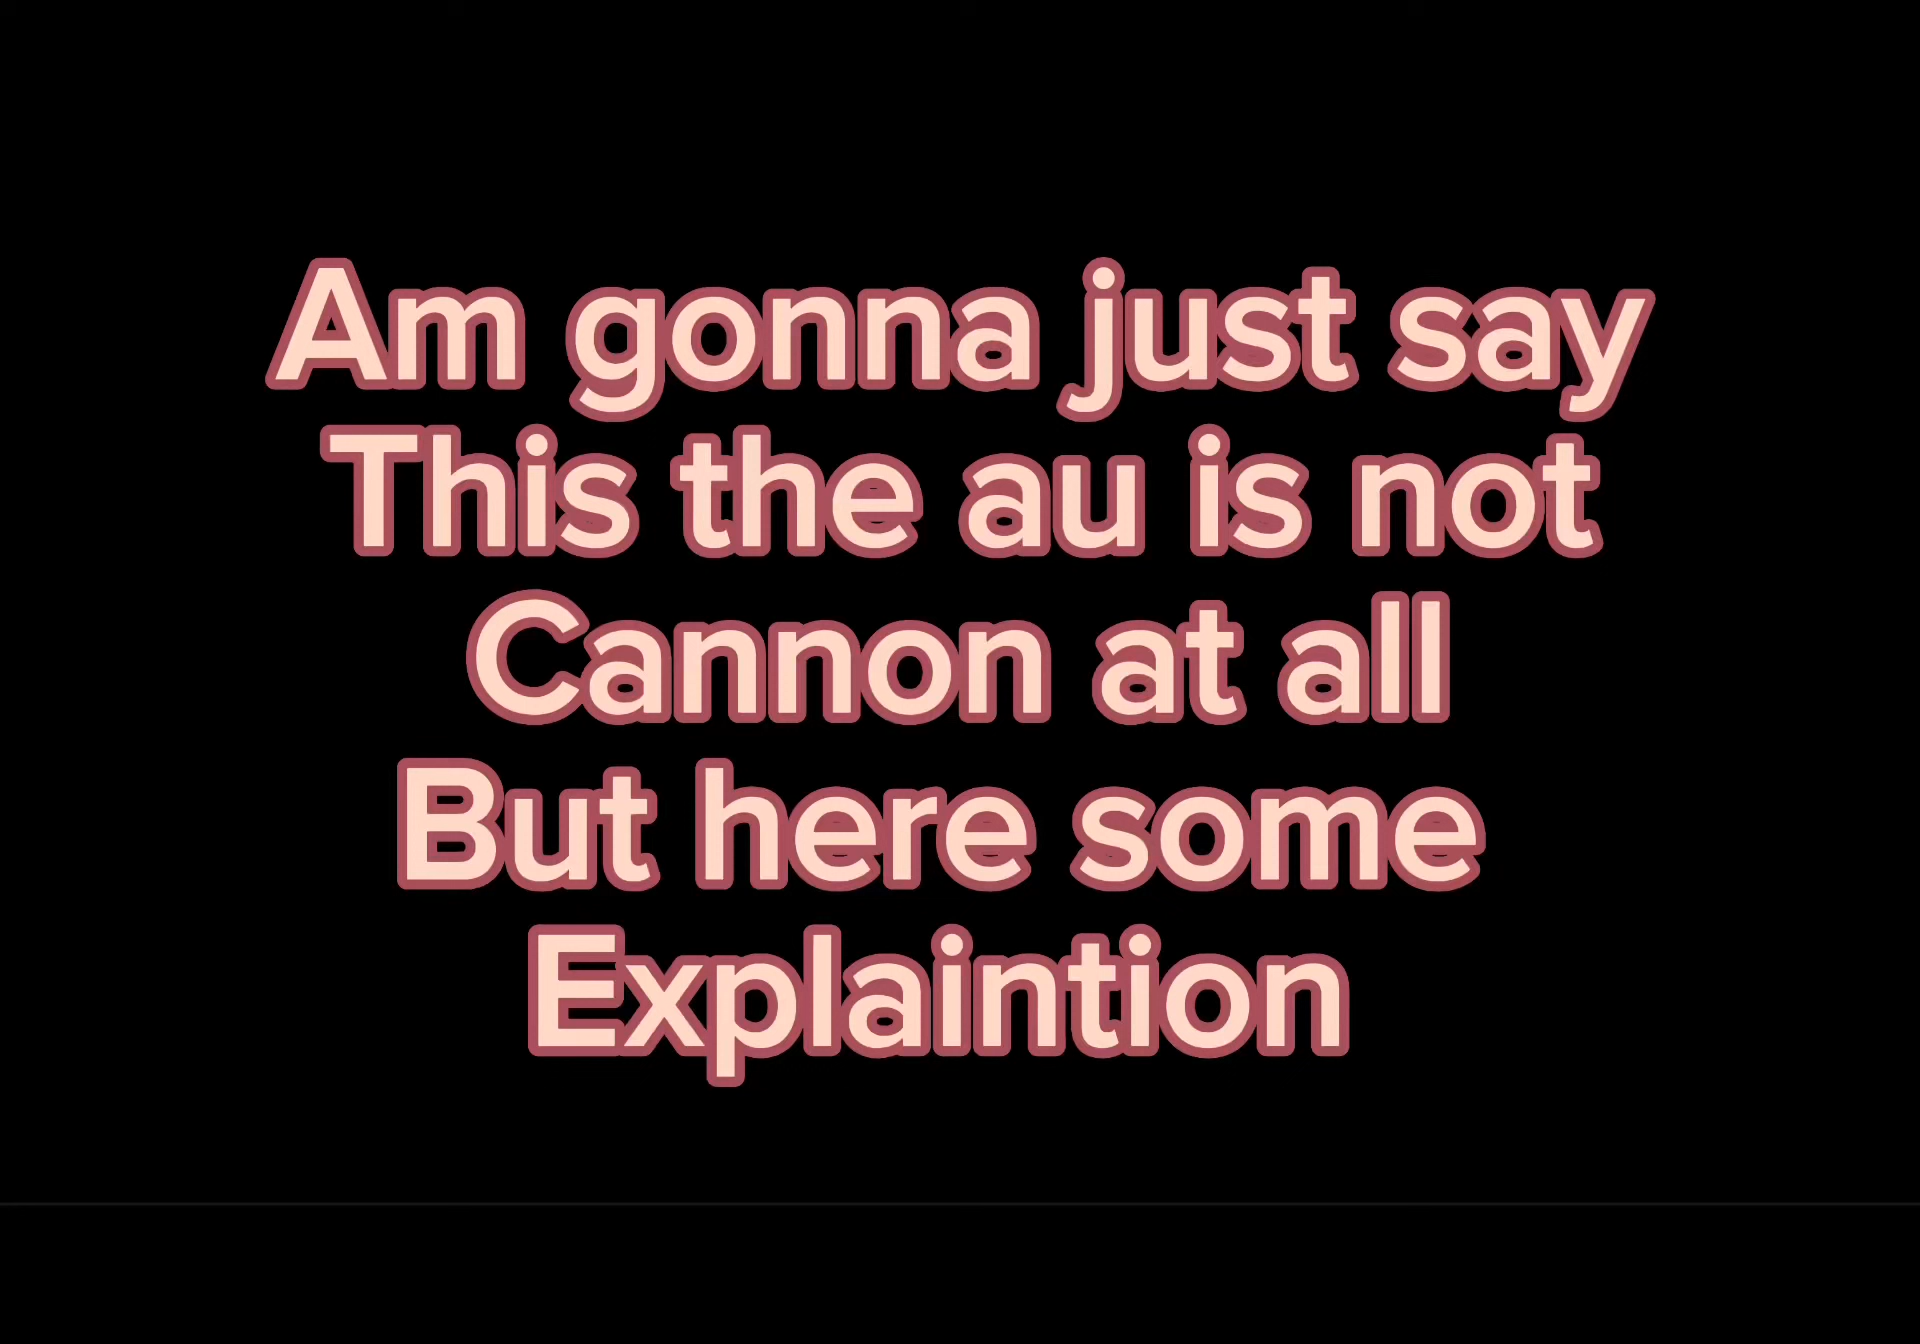 Am gonna just say
This the au is not
Cannon at all
But here some
Explaintion